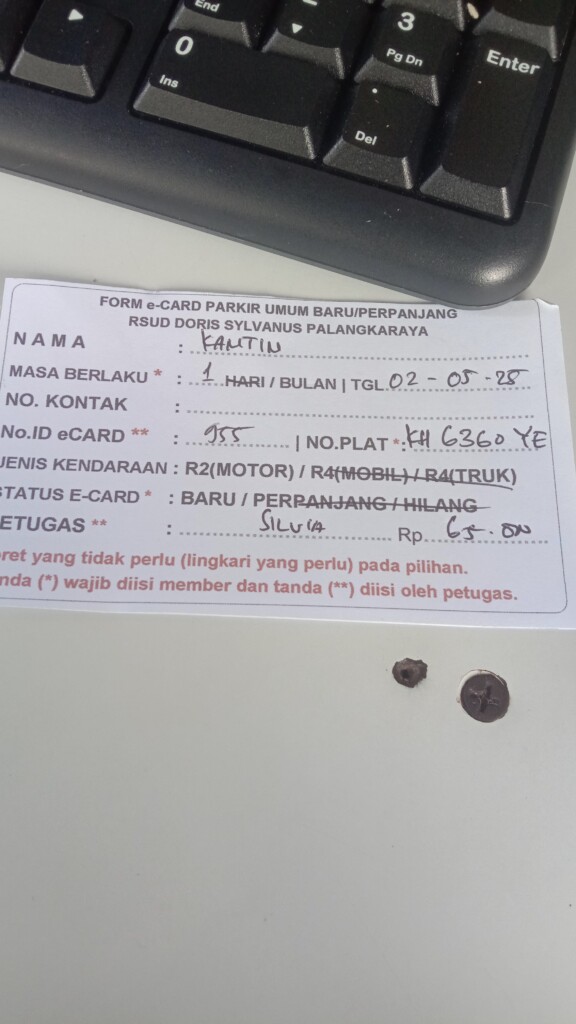 End
0
Ins
3
Pg Dn
.
Del
Enter
FORM e-CARD PARKIR UMUM BARU/PERPANJANG
RSUD DORIS SYLVANUS PALANGKARAYA
NAMA : KANTIN
MASA BERLAKU * : 1 HARI / BULAN | TGL. 02 - 05 - 25
NO. KONTAK :
No.ID eCARD ** : 955 | NO.PLAT *: KH 6360 YE
JENIS KENDARAAN : R2(MOTOR) / R4(MOBIL) / R4(TRUK)
STATUS E-CARD * : BARU / PERPANJANG / HILANG
ETUGAS ** : SILVIA Rp. 65.000
oret yang tidak perlu (lingkari yang perlu) pada pilihan.
nda (*) wajib diisi member dan tanda (**) diisi oleh petugas.